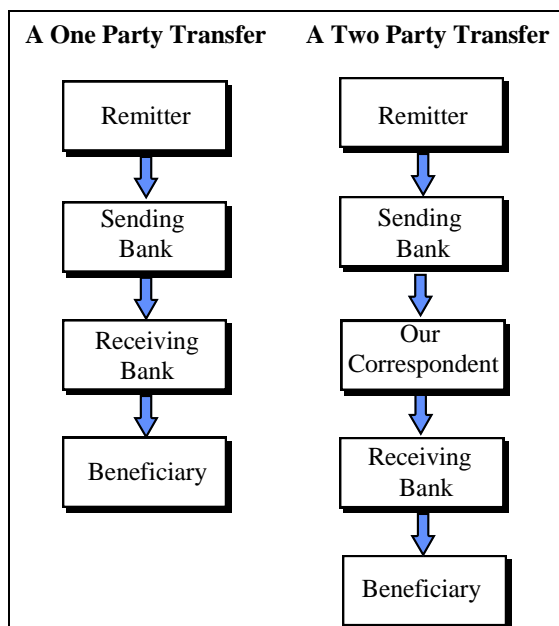 A One Party Transfer
Remitter
Sending
Bank
Receiving
Bank
Beneficiary
A Two Party Transfer
Remitter
Sending
Bank
Our
Correspondent
Receiving
Bank
Beneficiary